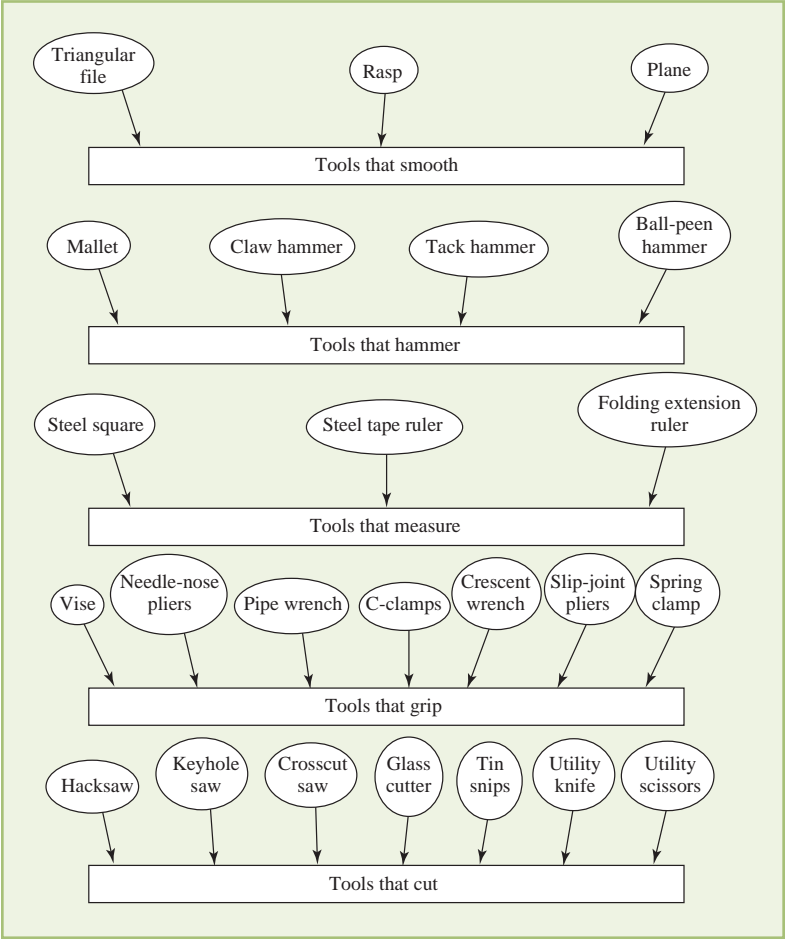 Triangular
file
Rasp
Plane
Tools that smooth
Mallet
Claw hammer
Tack hammer
Ball-peen
hammer
Tools that hammer
Steel square
Steel tape ruler
Folding extension
ruler
Tools that measure
Vise
Needle-nose
pliers
Pipe wrench
C-clamps
Crescent
wrench
Slip-joint
pliers
Spring
clamp
Tools that grip
Hacksaw
Keyhole
saw
Crosscut
saw
Glass
cutter
Tin
snips
Utility
knife
Utility
scissors
Tools that cut